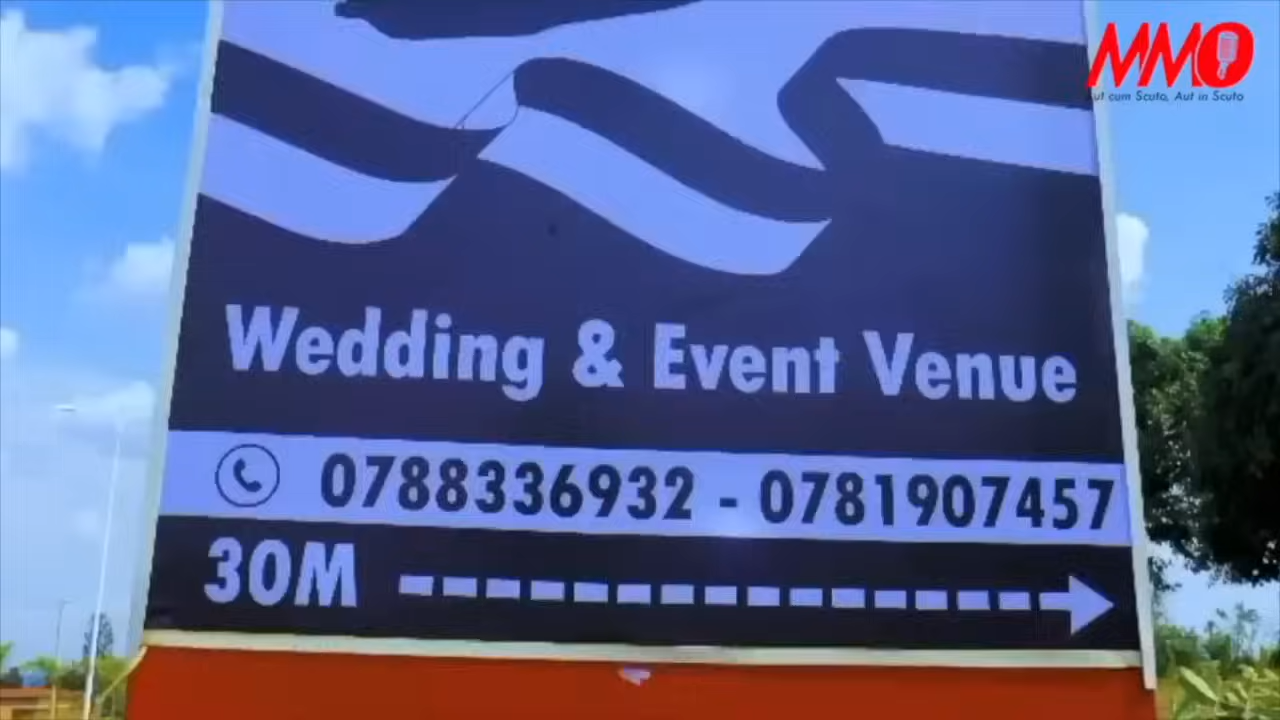 MMO
Aut cum Scuto, Aut in Scuto
Wedding & Event Venue
0788336932 - 0781907457
30M